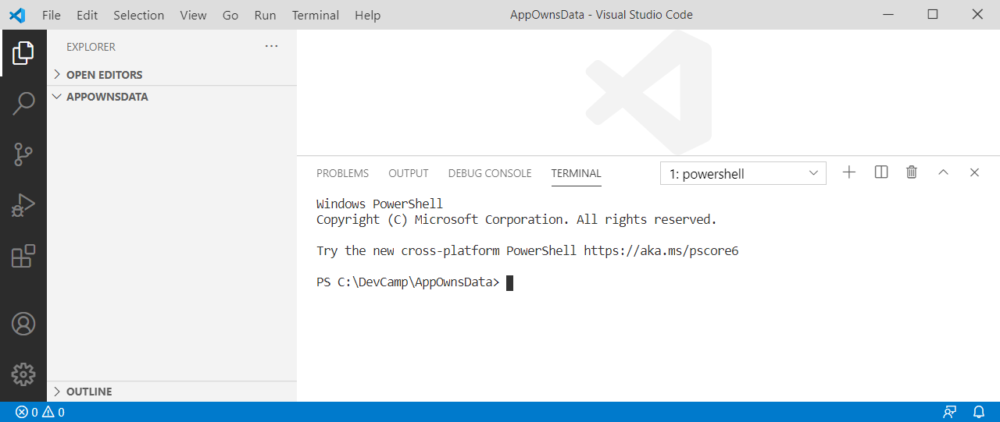 File Edit Selection View Go Run Terminal Help AppOwnsData - Visual Studio Code
EXPLORER
OPEN EDITORS
APPOWNSDATA
OUTLINE
PROBLEMS OUTPUT DEBUG CONSOLE TERMINAL 1: powershell
Windows PowerShell
Copyright (C) Microsoft Corporation. All rights reserved.
Try the new cross-platform PowerShell https://aka.ms/pscore6
PS C:\DevCamp\AppOwnsData>
0 0